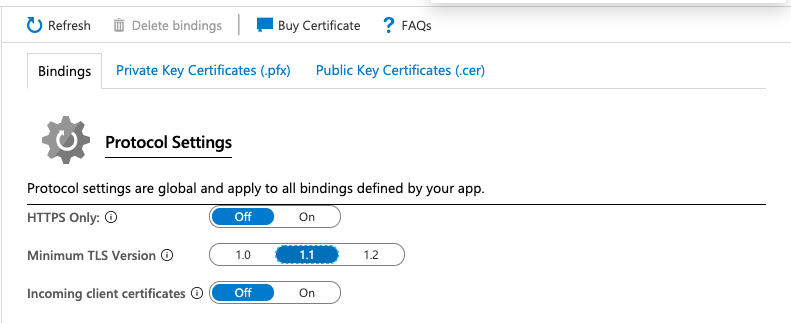 Refresh Delete bindings Buy Certificate ? FAQs
Bindings Private Key Certificates (.pfx) Public Key Certificates (.cer)
Protocol Settings
Protocol settings are global and apply to all bindings defined by your app.
HTTPS Only: Off On
Minimum TLS Version 1.0 1.1 1.2
Incoming client certificates Off On